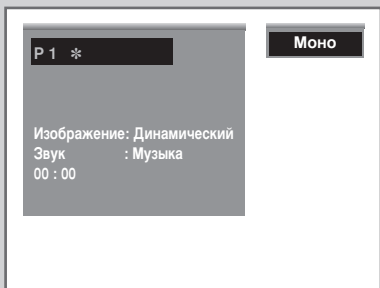 P 1 ✻
Моно
Изображение: Динамический
Звук : Музыка
00 : 00